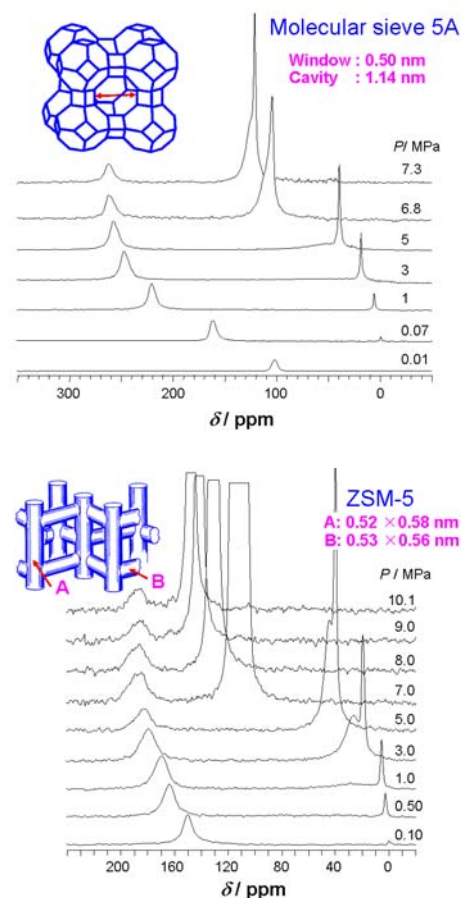 Molecular sieve 5A
Window : 0.50 nm
Cavity : 1.14 nm
P/ MPa
7.3
6.8
5
3
1
0.07
0.01
300 200 100 0
δ/ ppm
ZSM-5
A: 0.52 ×0.58 nm
B: 0.53 ×0.56 nm
A B
P / MPa
10.1
9.0
8.0
7.0
5.0
3.0
1.0
0.50
0.10
200 160 120 80 40 0
δ/ ppm